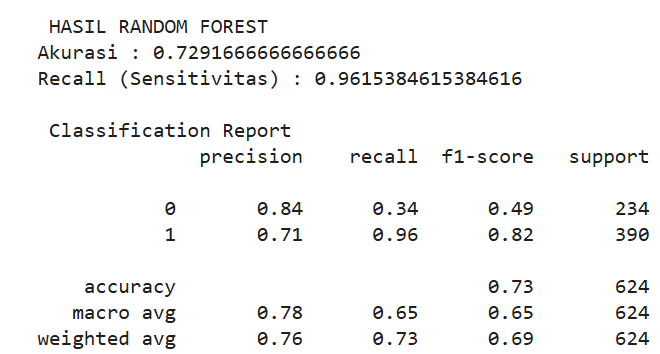 HASIL RANDOM FOREST
Akurasi : 0.7291666666666666
Recall (Sensitivitas) : 0.9615384615384616
Classification Report
precision recall f1-score support
0 0.84 0.34 0.49 234
1 0.71 0.96 0.82 390
accuracy 0.73 624
macro avg 0.78 0.65 0.65 624
weighted avg 0.76 0.73 0.69 624